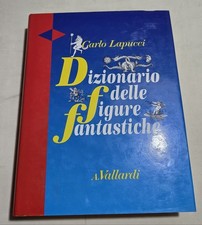 Carlo Lapucci
Dizionario
delle
figure
fantastiche
A.Vallardi